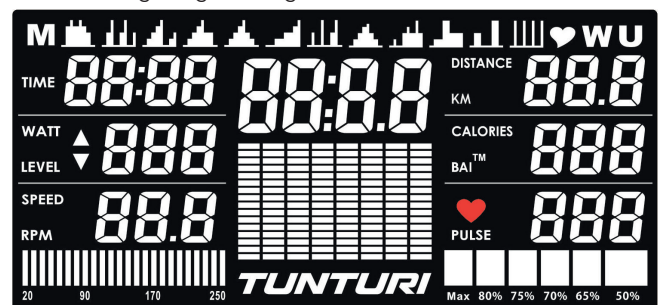 M W U
TIME 88:88
88:8.8
DISTANCE
KM 88.8
WATT
LEVEL 888
CALORIES
BAI™ 888
SPEED
RPM 88.8
PULSE 888
20 90 170 250
TUNTURI
Max 80% 75% 70% 65% 50%